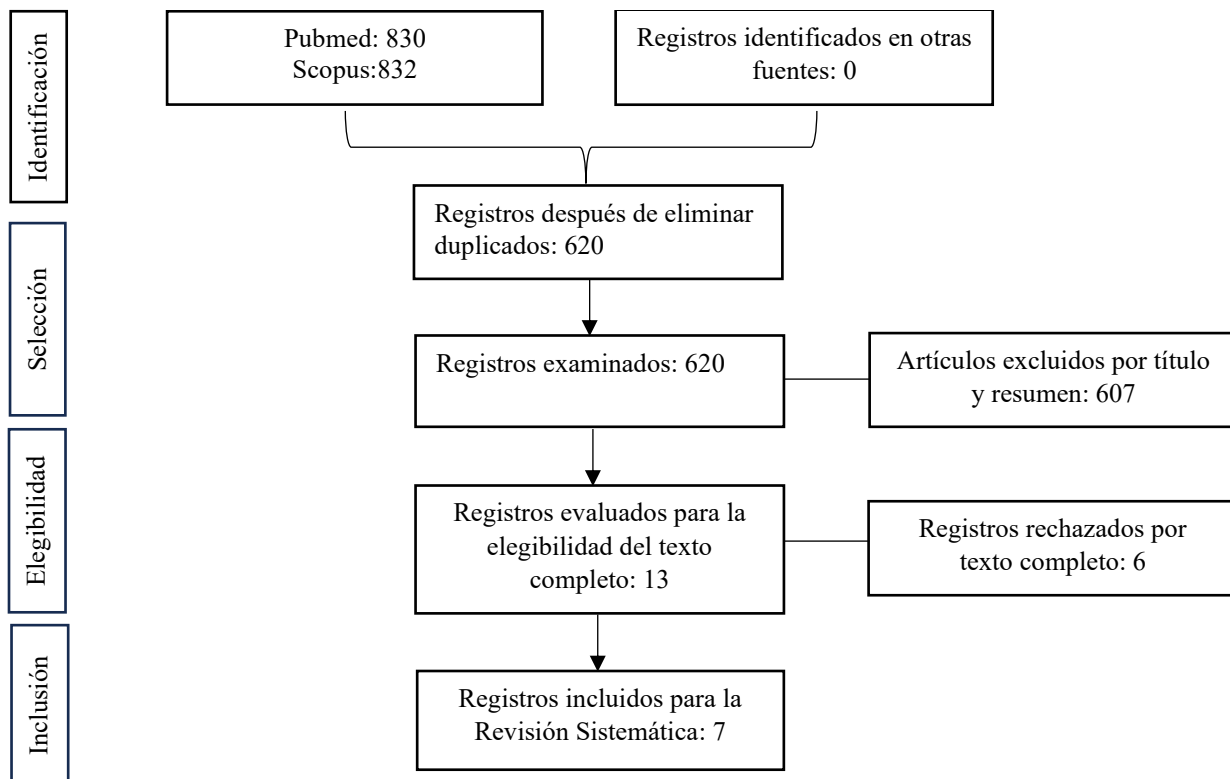 Identificación
Pubmed: 830
Scopus:832
Registros identificados en otras
fuentes: 0
Registros después de eliminar
duplicados: 620
Selección
Registros examinados: 620
Artículos excluidos por título
y resumen: 607
Elegibilidad
Registros evaluados para la
elegibilidad del texto
completo: 13
Registros rechazados por
texto completo: 6
Inclusión
Registros incluidos para la
Revisión Sistemática: 7